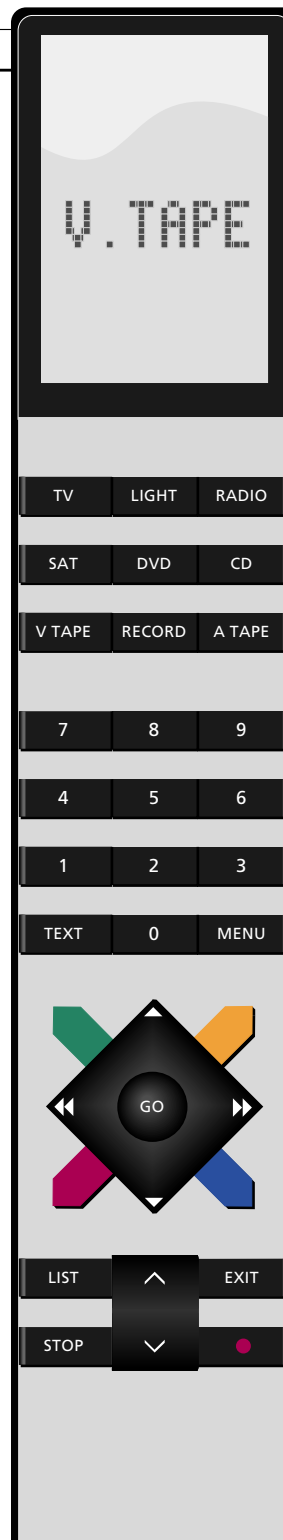 V.TAPE
TV LIGHT RADIO
SAT DVD CD
V TAPE RECORD A TAPE
7 8 9
4 5 6
1 2 3
TEXT 0 MENU
GO
LIST EXIT
STOP